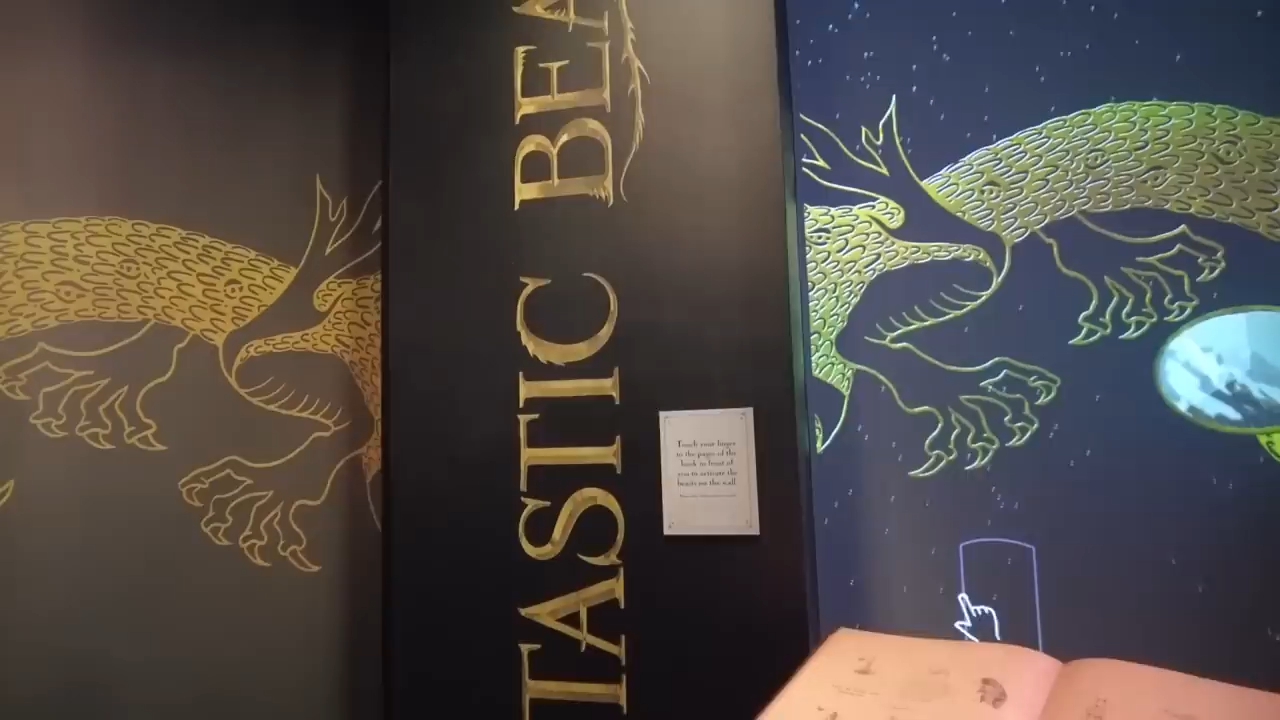 TASTIC BEA
Touch your finger
to the pages of the
book in front of
you to activate the
beasts on the wall